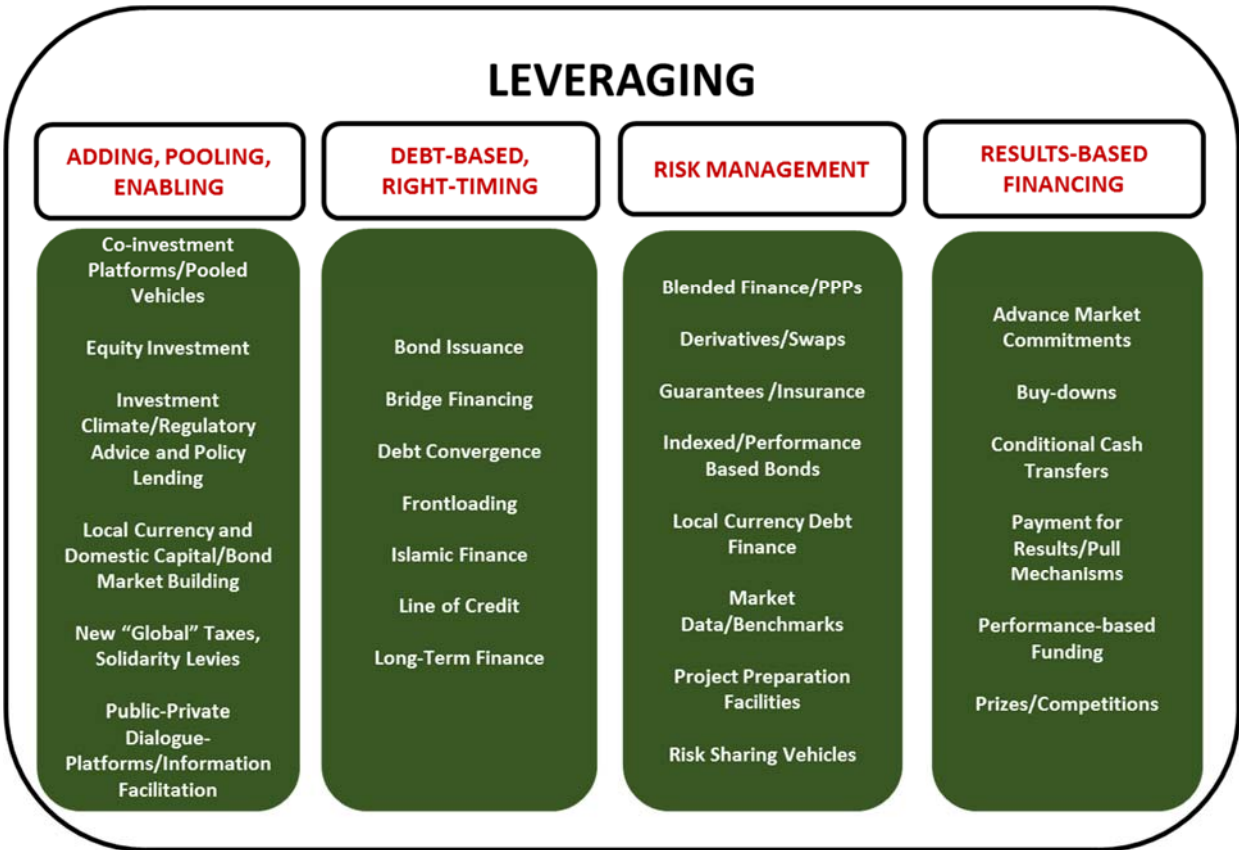 LEVERAGING
ADDING, POOLING,
ENABLING
Co-investment
Platforms/Pooled
Vehicles
Equity Investment
Investment
Climate/Regulatory
Advice and Policy
Lending
Local Currency and
Domestic Capital/Bond
Market Building
New “Global” Taxes,
Solidarity Levies
Public-Private
Dialogue-
Platforms/Information
Facilitation
DEBT-BASED,
RIGHT-TIMING
Bond Issuance
Bridge Financing
Debt Convergence
Frontloading
Islamic Finance
Line of Credit
Long-Term Finance
RISK MANAGEMENT
Blended Finance/PPPs
Derivatives/Swaps
Guarantees /Insurance
Indexed/Performance
Based Bonds
Local Currency Debt
Finance
Market
Data/Benchmarks
Project Preparation
Facilities
Risk Sharing Vehicles
RESULTS-BASED
FINANCING
Advance Market
Commitments
Buy-downs
Conditional Cash
Transfers
Payment for
Results/Pull
Mechanisms
Performance-based
Funding
Prizes/Competitions